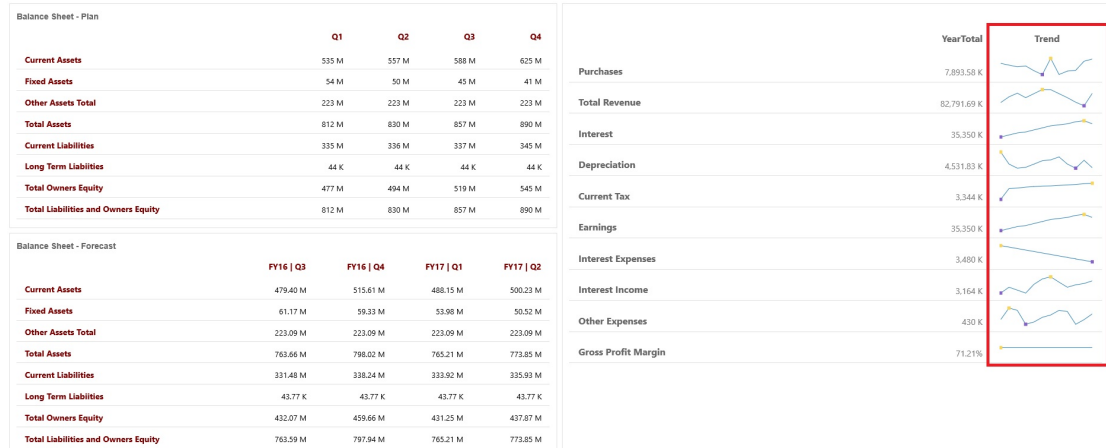 Balance Sheet - Plan
Q1 Q2 Q3 Q4
Current Assets 535 M 557 M 588 M 625 M
Fixed Assets 54 M 50 M 45 M 41 M
Other Assets Total 223 M 223 M 223 M 223 M
Total Assets 812 M 830 M 857 M 890 M
Current Liabilities 335 M 336 M 337 M 345 M
Long Term Liabiities 44 K 44 K 44 K 44 K
Total Owners Equity 477 M 494 M 519 M 545 M
Total Liabilities and Owners Equity 812 M 830 M 857 M 890 M
Balance Sheet - Forecast
FY16 | Q3 FY16 | Q4 FY17 | Q1 FY17 | Q2
Current Assets 479.40 M 515.61 M 488.15 M 500.23 M
Fixed Assets 61.17 M 59.33 M 53.98 M 50.52 M
Other Assets Total 223.09 M 223.09 M 223.09 M 223.09 M
Total Assets 763.66 M 798.02 M 765.21 M 773.85 M
Current Liabilities 331.48 M 338.24 M 333.92 M 335.93 M
Long Term Liabiities 43.77 K 43.77 K 43.77 K 43.77 K
Total Owners Equity 432.07 M 459.66 M 431.25 M 437.87 M
Total Liabilities and Owners Equity 763.59 M 797.94 M 765.21 M 773.85 M
YearTotal Trend
Purchases 7,893.58 K
Total Revenue 82,791.69 K
Interest 35,350 K
Depreciation 4,531.83 K
Current Tax 3,344 K
Earnings 35,350 K
Interest Expenses 3,480 K
Interest Income 3,164 K
Other Expenses 430 K
Gross Profit Margin 71.21%